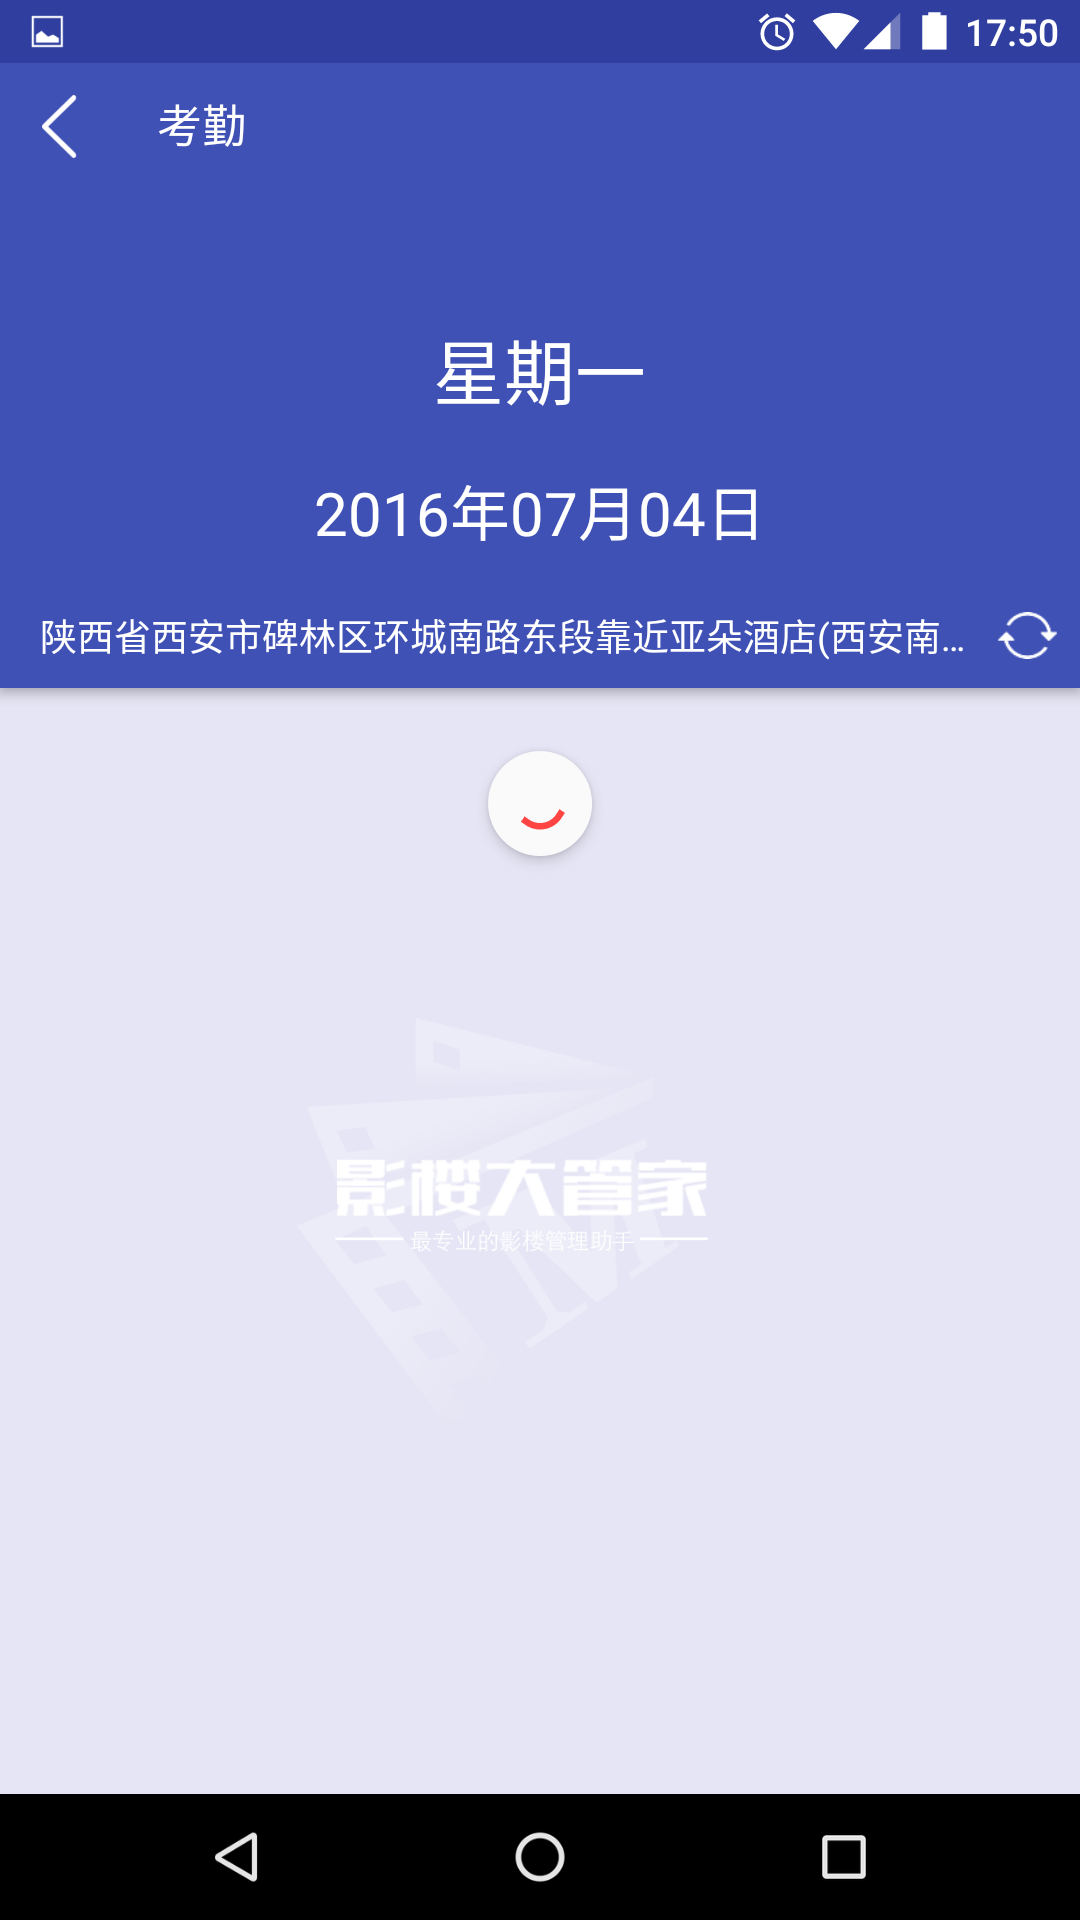 17:50
考勤
星期一
2016年07月04日
陕西省西安市碑林区环城南路东段靠近亚朵酒店(西安南...
影楼大管家
最专业的影楼管理助手